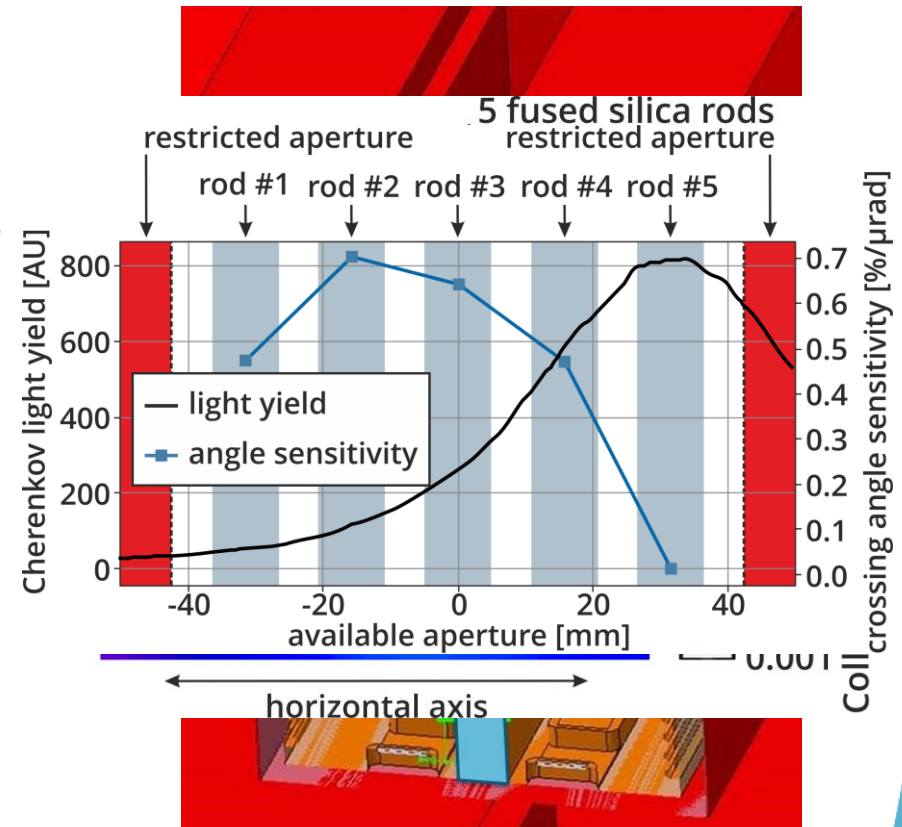 5 fused silica rods
restricted aperture
restricted aperture
rod #1
rod #2
rod #3
rod #4
rod #5
Cherenkov light yield [AU]
800
600
400
200
0
light yield
angle sensitivity
0.7
0.6
0.5
0.4
0.3
0.2
0.1
0.0
crossing angle sensitivity [%/μrad]
-40
-20
0
20
40
available aperture [mm]
0.001
Coll
horizontal axis